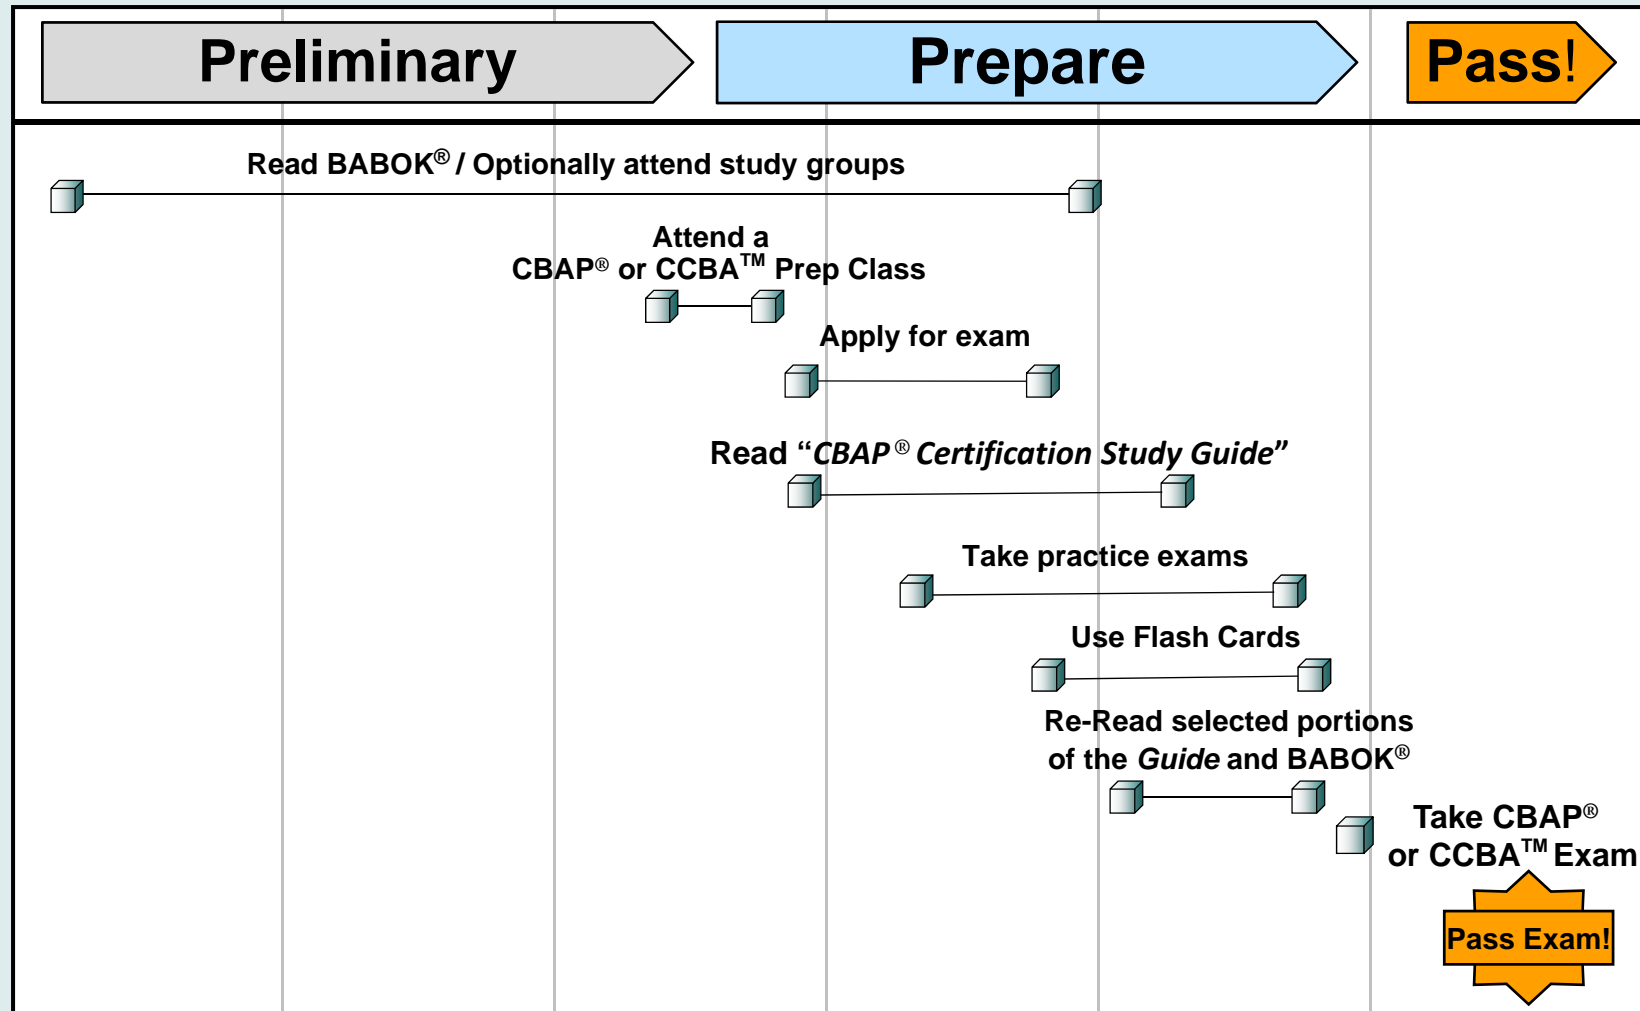 Preliminary
Prepare
Pass!
Read BABOK® / Optionally attend study groups
Attend a
CBAP® or CCBA™ Prep Class
Apply for exam
Read “CBAP® Certification Study Guide”
Take practice exams
Use Flash Cards
Re-Read selected portions
of the Guide and BABOK®
Take CBAP®
or CCBA™ Exam
Pass Exam!